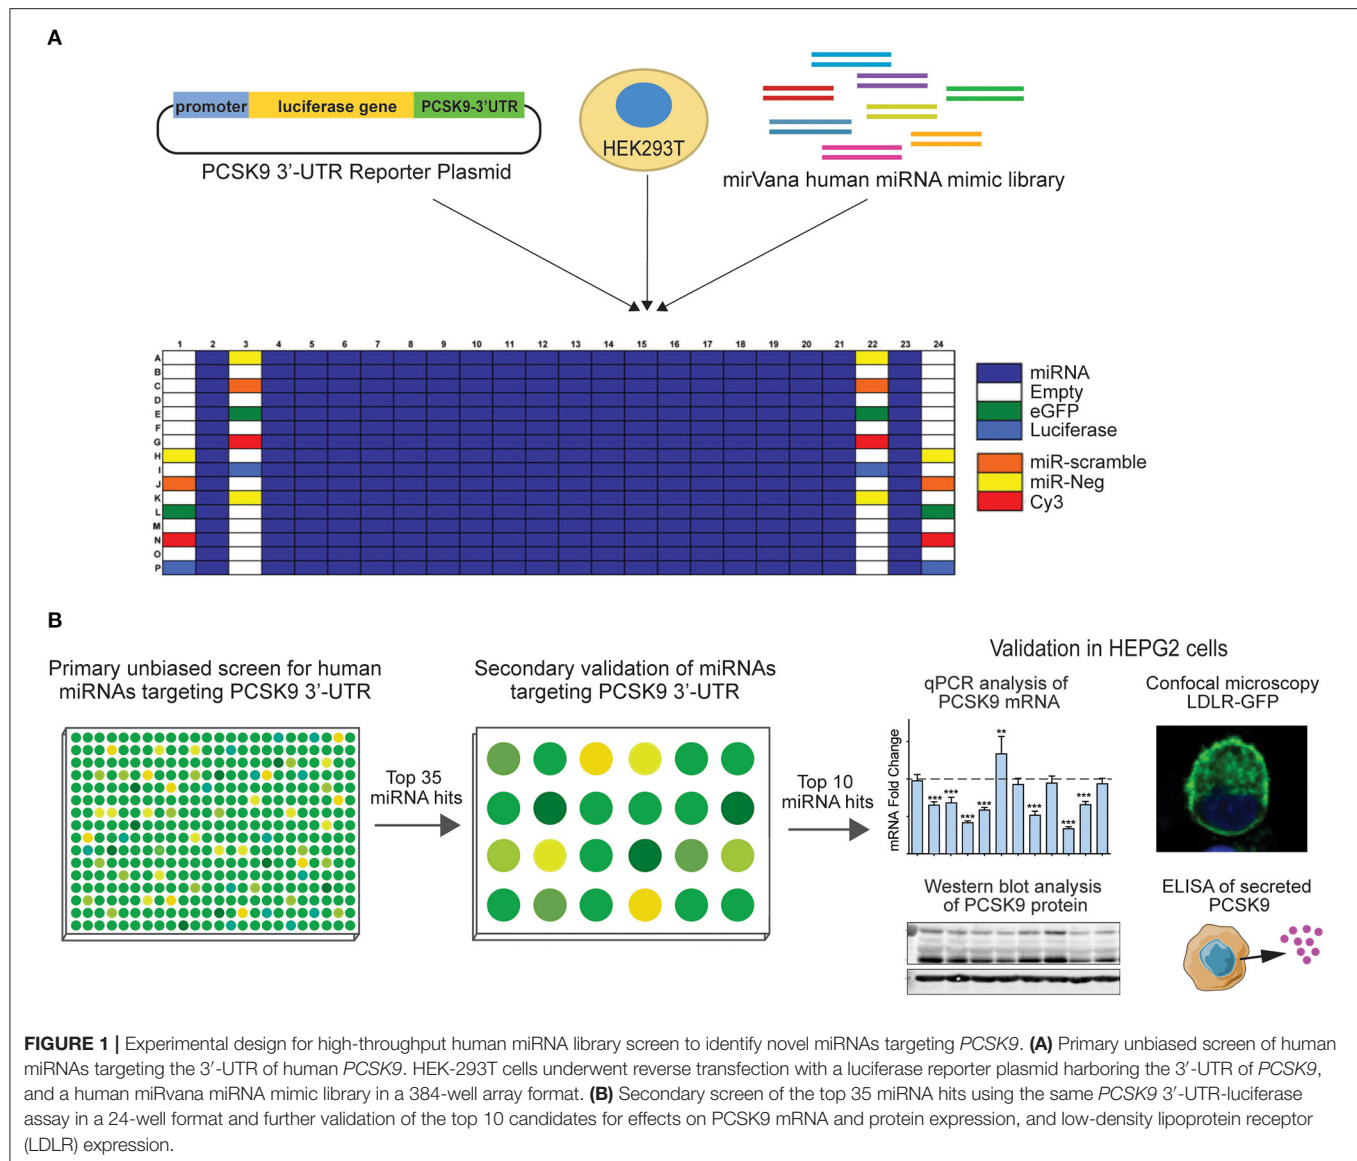 A
promoter luciferase gene PCSK9-3'UTR
PCSK9 3'-UTR Reporter Plasmid
HEK293T
mirVana human miRNA mimic library
1 2 3 4 5 6 7 8 9 10 11 12 13 14 15 16 17 18 19 20 21 22 23 24
A
B
C
D
E
F
G
H
I
J
K
L
M
N
O
P
miRNA
Empty
eGFP
Luciferase
miR-scramble
miR-Neg
Cy3
B
Primary unbiased screen for human
miRNAs targeting PCSK9 3'-UTR
Top 35
miRNA hits
Secondary validation of miRNAs
targeting PCSK9 3'-UTR
Top 10
miRNA hits
Validation in HEPG2 cells
qPCR analysis of
PCSK9 mRNA
mRNA Fold Change
*** *** *** *** ** *** *** ***
Confocal microscopy
LDLR-GFP
Western blot analysis
of PCSK9 protein
ELISA of secreted
PCSK9
FIGURE 1 | Experimental design for high-throughput human miRNA library screen to identify novel miRNAs targeting PCSK9. (A) Primary unbiased screen of human
miRNAs targeting the 3′-UTR of human PCSK9. HEK-293T cells underwent reverse transfection with a luciferase reporter plasmid harboring the 3′-UTR of PCSK9,
and a human miRvana miRNA mimic library in a 384-well array format. (B) Secondary screen of the top 35 miRNA hits using the same PCSK9 3′-UTR-luciferase
assay in a 24-well format and further validation of the top 10 candidates for effects on PCSK9 mRNA and protein expression, and low-density lipoprotein receptor
(LDLR) expression.